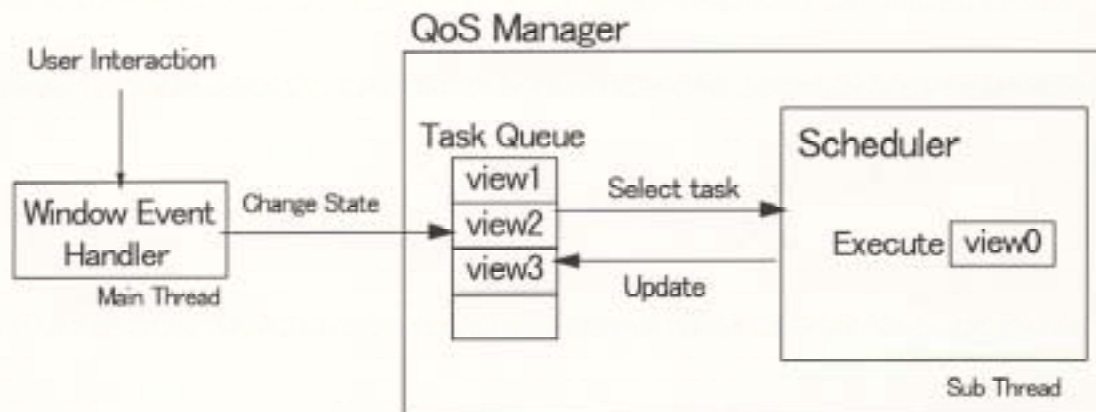 QoS Manager
User Interaction
Task Queue
Scheduler
view1
Select task
Window Event
Handler
Change State
view2
Execute view0
view3
Update
Main Thread
Sub Thread